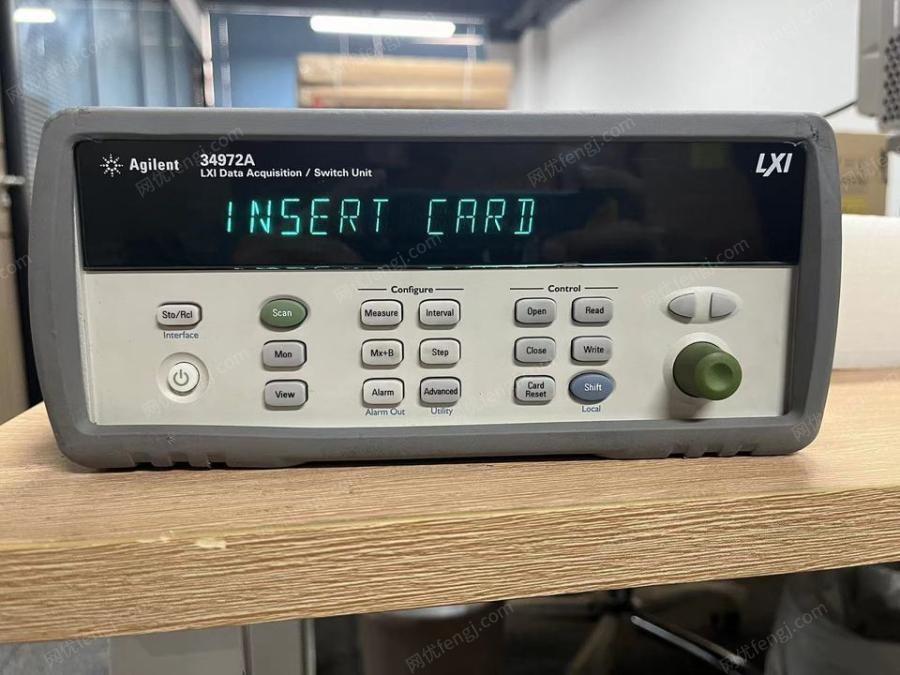 Agilent 34972A
LXI Data Acquisition / Switch Unit
LXI
INSERT CARD
Configure
Control
Sto/Rcl
Interface
Scan
Measure
Interval
Open
Read
Mon
Mx+B
Step
Close
Write
View
Alarm
Advanced
Card
Reset
Shift
Alarm Out
Utility
Local
网优fengj.com